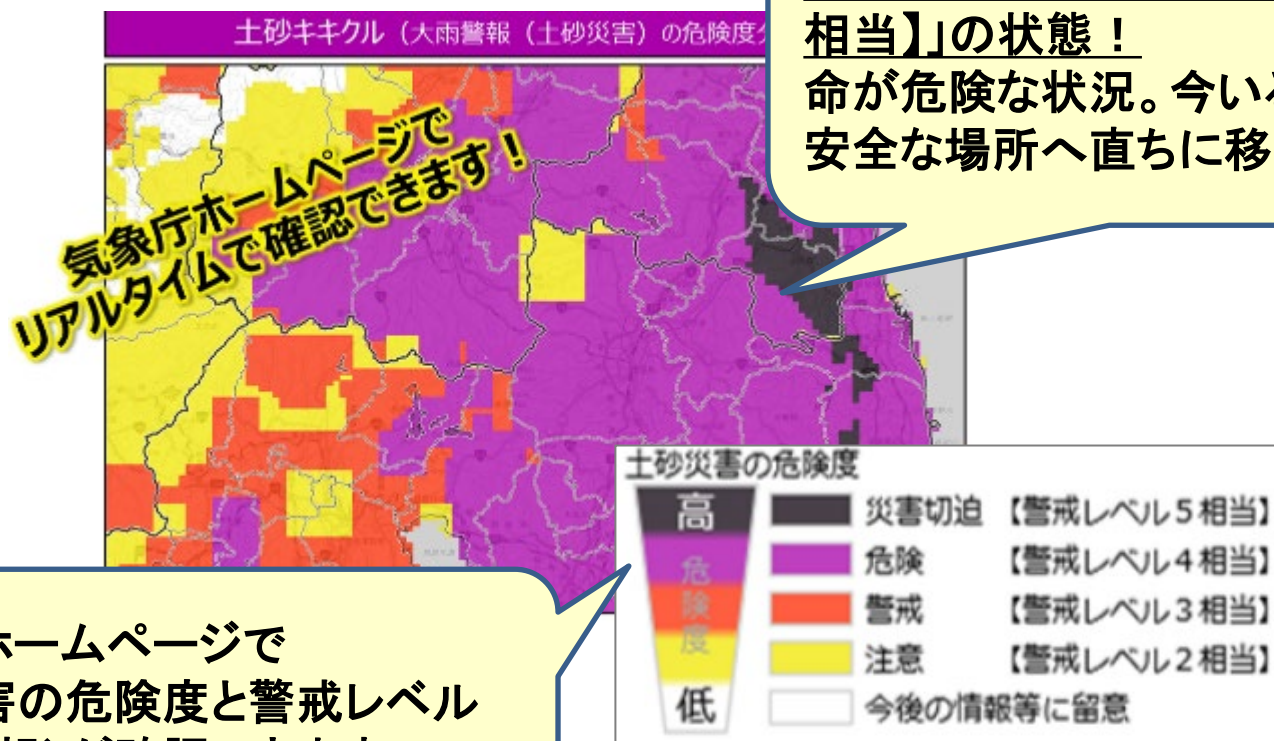 土砂キキクル（大雨警報（土砂災害）の危険度
相当】」の状態！
命が危険な状況。今い
安全な場所へ直ちに移
気象庁ホームページで
リアルタイムで確認できます！
土砂災害の危険度
高
危険度
低
災害切迫 【警戒レベル５相当】
危険 【警戒レベル４相当】
警戒 【警戒レベル３相当】
注意 【警戒レベル２相当】
今後の情報等に留意
ホームページで
害の危険度と警戒レベル